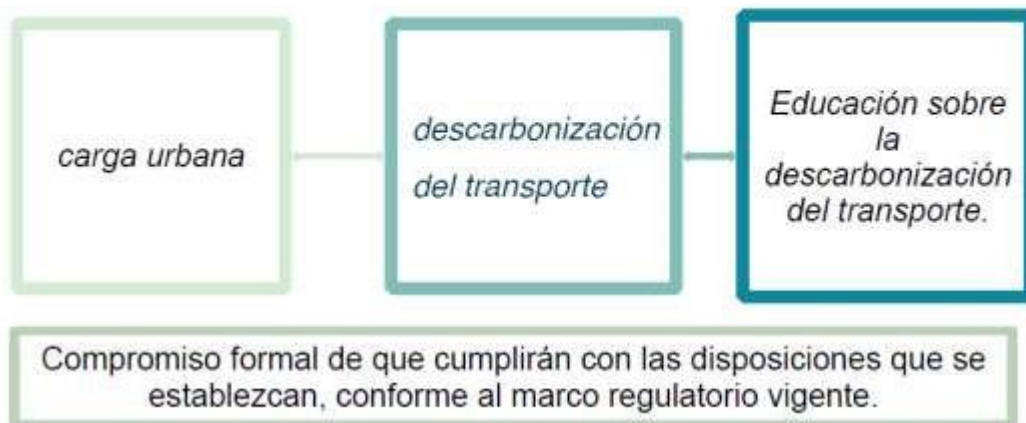 carga urbana
descarbonización
del transporte
Educación sobre
la
descarbonización
del transporte.
Compromiso formal de que cumplirán con las disposiciones que se
establezcan, conforme al marco regulatorio vigente.